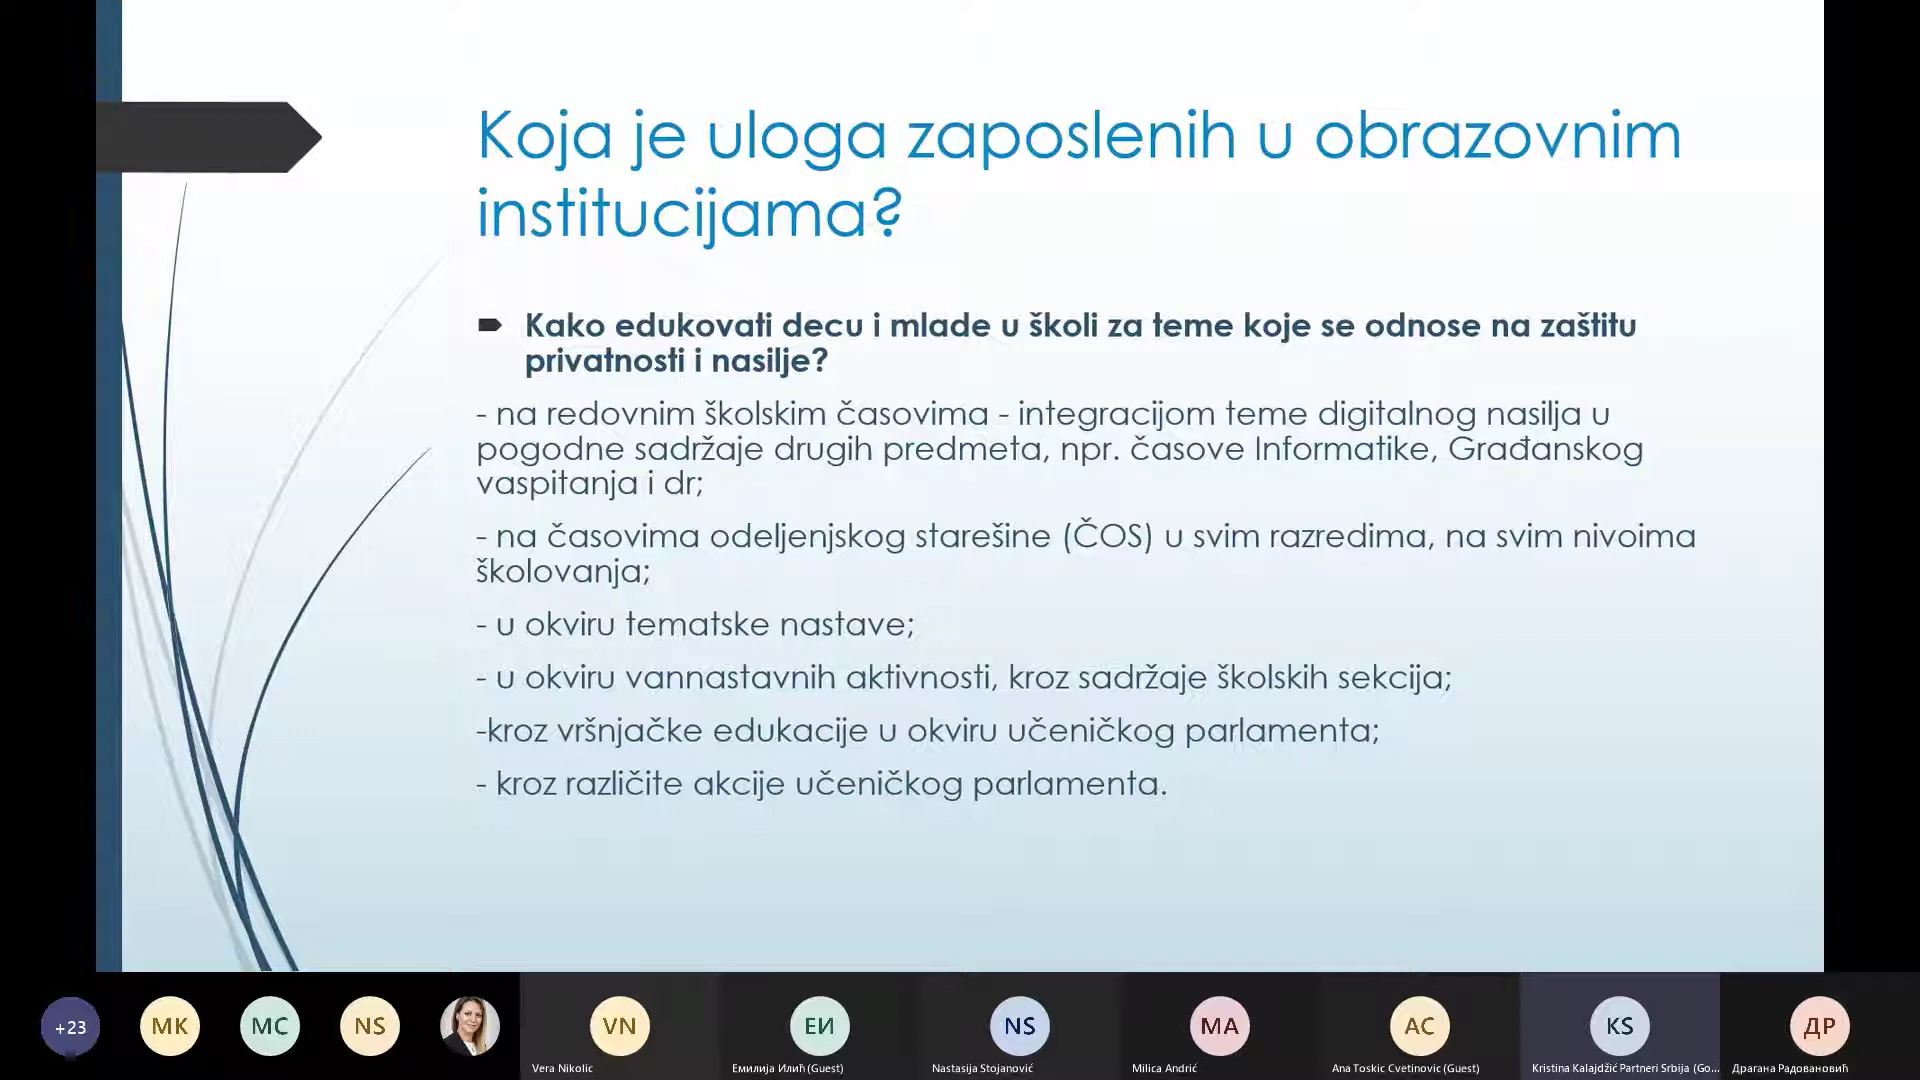 Koja je uloga zaposlenih u obrazovnim
institucijama?
Kako edukovati decu i mlade u školi za teme koje se odnose na zaštitu
privatnosti i nasilje?
- na redovnim školskim časovima - integracijom teme digitalnog nasilja u
pogodne sadržaje drugih predmeta, npr. časove Informatike, Građanskog
vaspitanja i dr;
- na časovima odeljenjskog starešine (ČOS) u svim razredima, na svim nivoima
školovanja;
- u okviru tematske nastave;
- u okviru vannastavnih aktivnosti, kroz sadržaje školskih sekcija;
-kroz vršnjačke edukacije u okviru učeničkog parlamenta;
- kroz različite akcije učeničkog parlamenta.
+23
MK
MC
NS
VN
ЕИ
NS
MA
AC
KS
ДР
Vera Nikolic
Емилија Илић (Guest)
Nastasija Stojanović
Milica Andrić
Ana Toskic Cvetinovic (Guest)
Kristina Kalajdžić Partneri Srbija (Go...
Драгана Радовановић